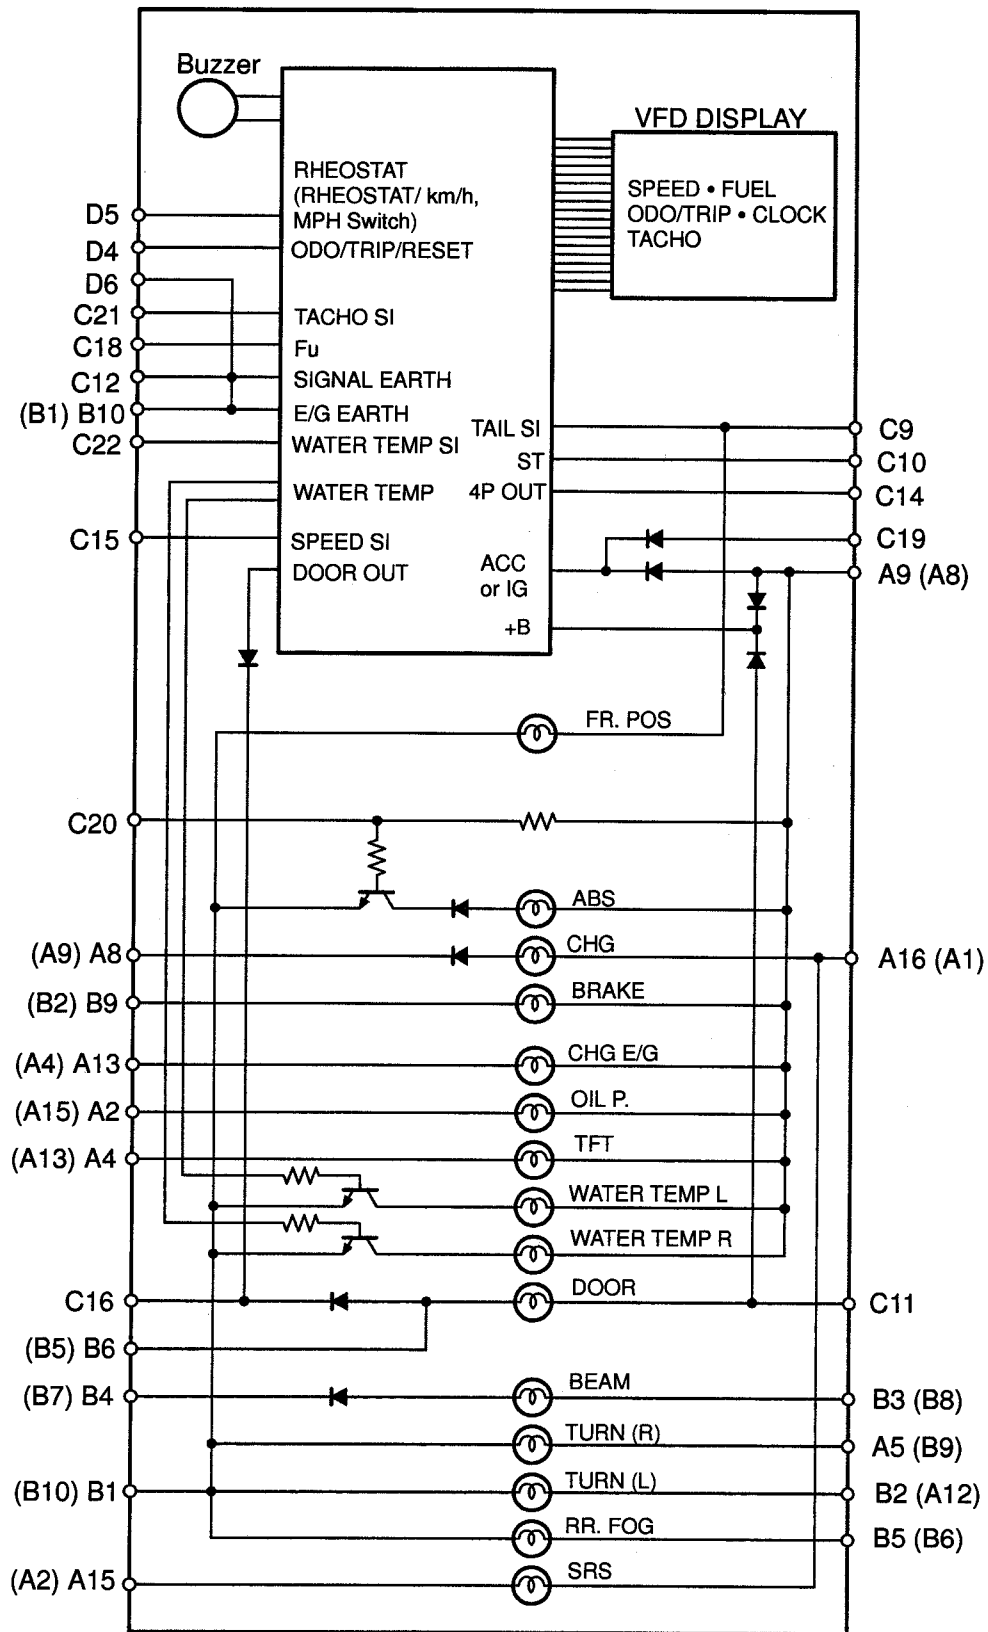 Buzzer
VFD DISPLAY
RHEOSTAT
(RHEOSTAT/ km/h,
MPH Switch)
SPEED • FUEL
ODO/TRIP • CLOCK
TACHO
D5
D4
ODO/TRIP/RESET
D6
C21
TACHO SI
C18
Fu
C12
SIGNAL EARTH
(B1) B10
E/G EARTH
TAIL SI
C9
C22
WATER TEMP SI
ST
C10
WATER TEMP
4P OUT
C14
C15
SPEED SI
C19
DOOR OUT
ACC
or IG
A9 (A8)
+B
FR. POS
C20
ABS
(A9) A8
CHG
A16 (A1)
(B2) B9
BRAKE
(A4) A13
CHG E/G
(A15) A2
OIL P.
(A13) A4
TFT
WATER TEMP L
WATER TEMP R
C16
DOOR
C11
(B5) B6
(B7) B4
BEAM
B3 (B8)
TURN (R)
A5 (B9)
(B10) B1
TURN (L)
B2 (A12)
RR. FOG
B5 (B6)
(A2) A15
SRS